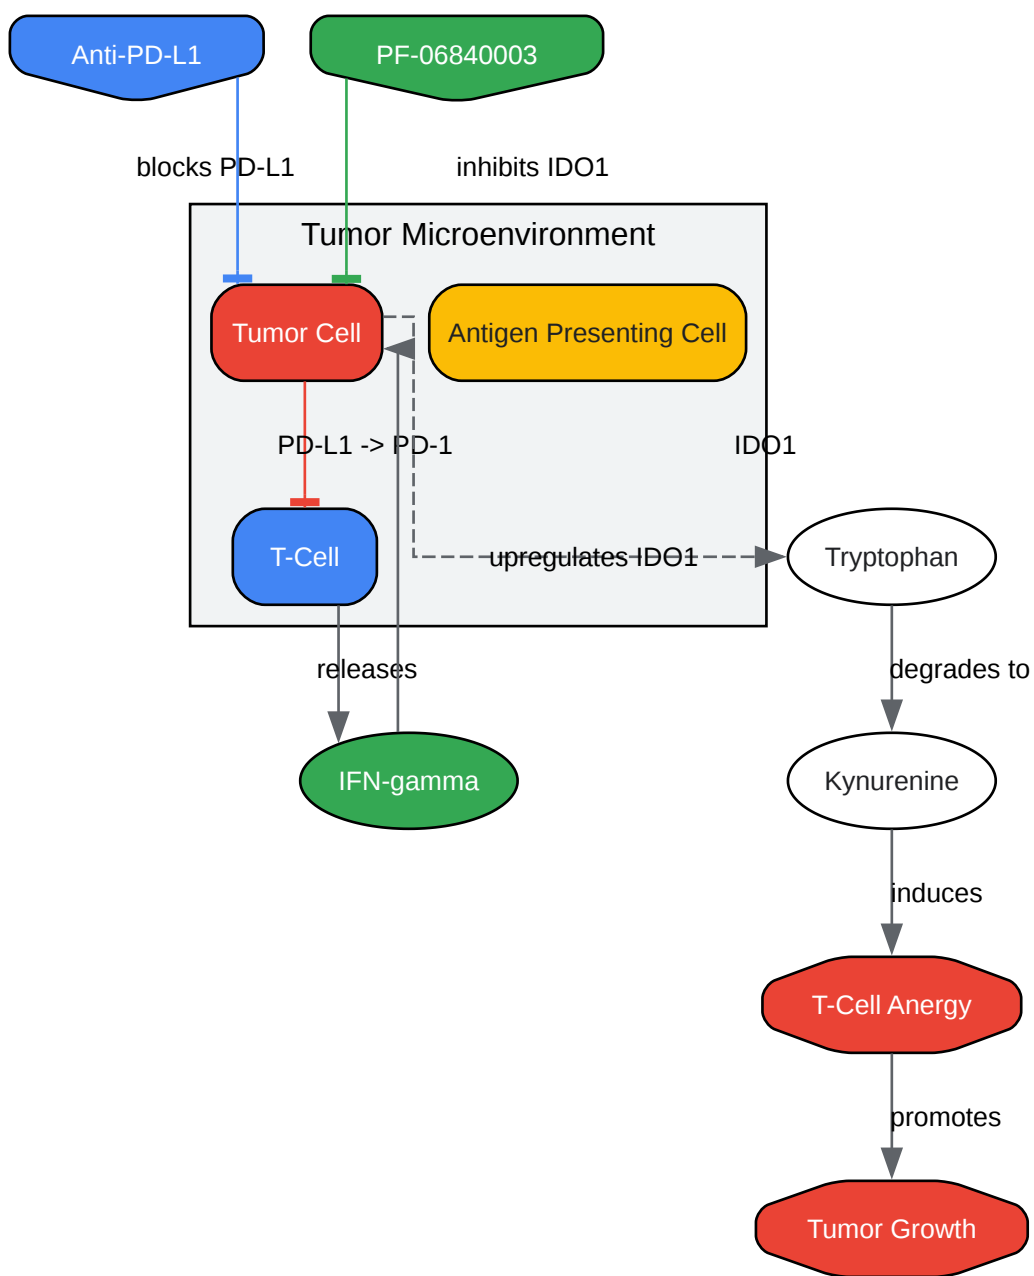 Anti-PD-L1
PF-06840003
blocks PD-L1
inhibits IDO1
Tumor Microenvironment
Tumor Cell
Antigen Presenting Cell
PD-L1 -> PD-1
IDO1
T-Cell
upregulates IDO1
Tryptophan
releases
degrades to
IFN-gamma
Kynurenine
induces
T-Cell Anergy
promotes
Tumor Growth